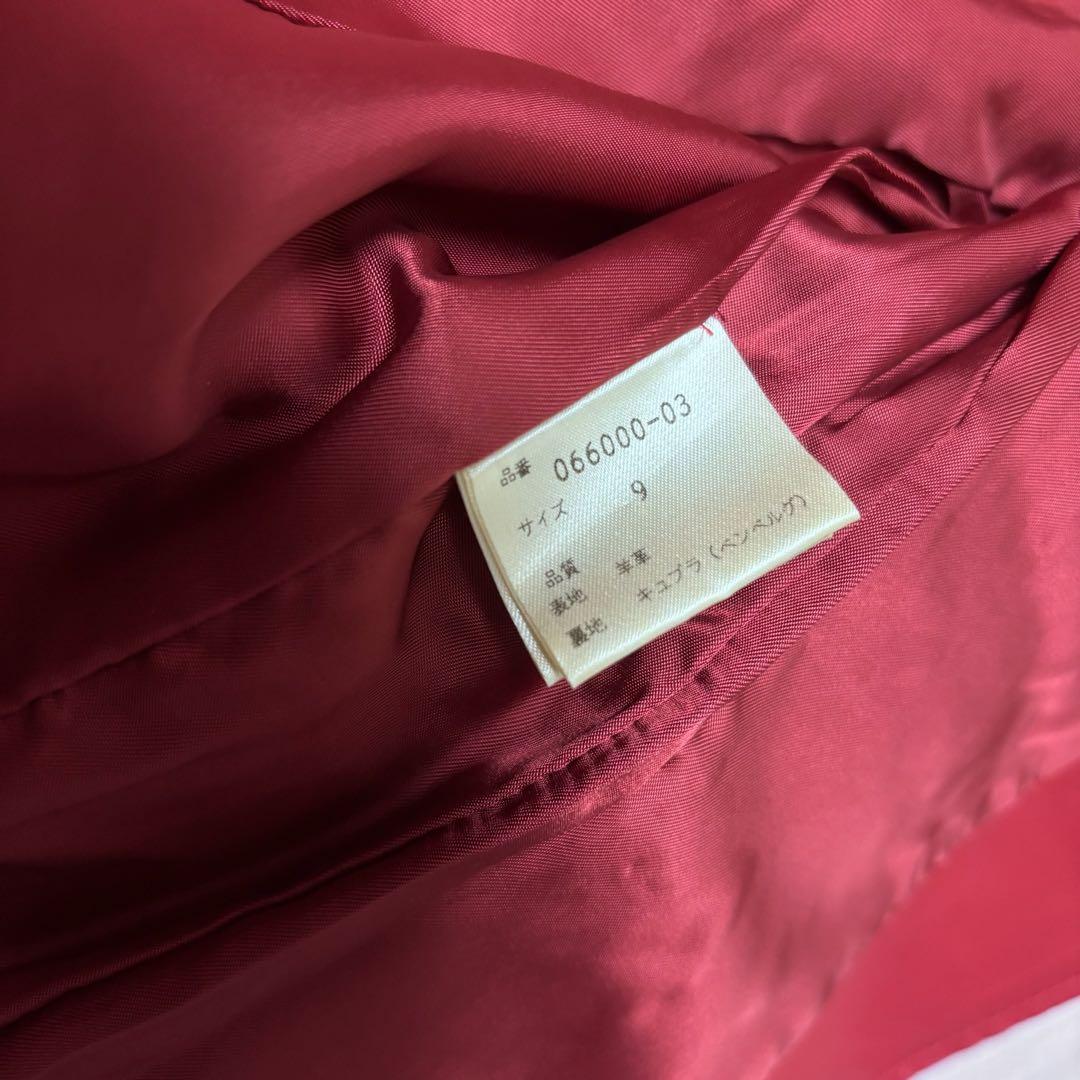 品番 066000-03
サイズ 9
品質
表地 羊革
裏地 キュプラ(ベンベルグ)